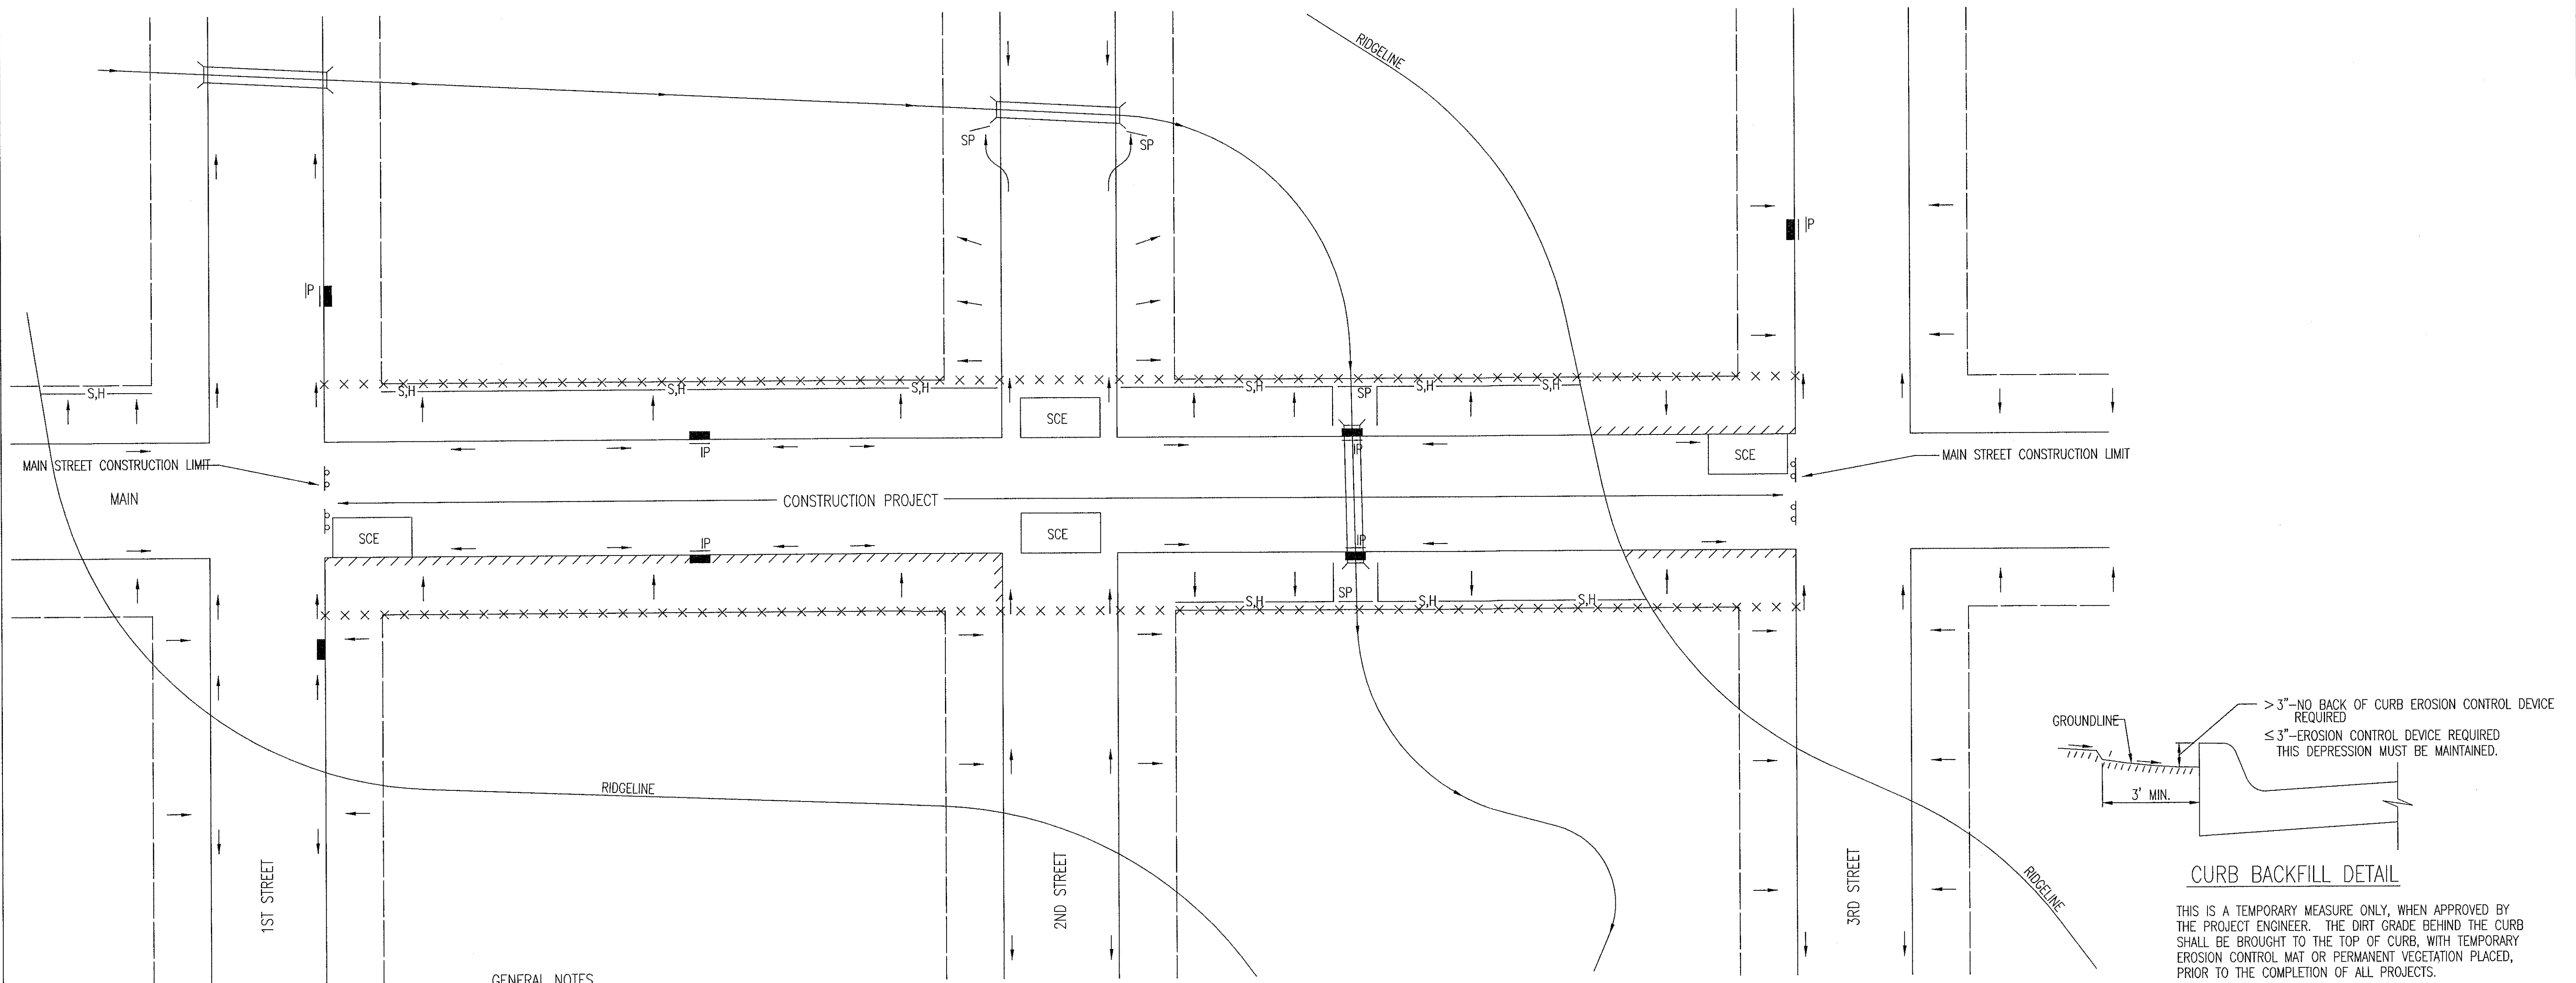 RIDGELINE
SP
SP
IP
IP
S,H
S,H
S,H
S,H
S,H
SP
S,H
S,H
SCE
MAIN STREET CONSTRUCTION LIMIT
IP
IP
SCE
MAIN STREET CONSTRUCTION LIMIT
MAIN
CONSTRUCTION PROJECT
SCE
SCE
IP
IP
S,H
SP
S,H
S,H
RIDGELINE
1ST STREET
2ND STREET
3RD STREET
RIDGELINE
GENERAL NOTES
GROUNDLINE
>3"-NO BACK OF CURB EROSION CONTROL DEVICE
REQUIRED
≤3"-EROSION CONTROL DEVICE REQUIRED
THIS DEPRESSION MUST BE MAINTAINED.
3' MIN.
CURB BACKFILL DETAIL
THIS IS A TEMPORARY MEASURE ONLY, WHEN APPROVED BY
THE PROJECT ENGINEER. THE DIRT GRADE BEHIND THE CURB
SHALL BE BROUGHT TO THE TOP OF CURB, WITH TEMPORARY
EROSION CONTROL MAT OR PERMANENT VEGETATION PLACED,
PRIOR TO THE COMPLETION OF ALL PROJECTS.